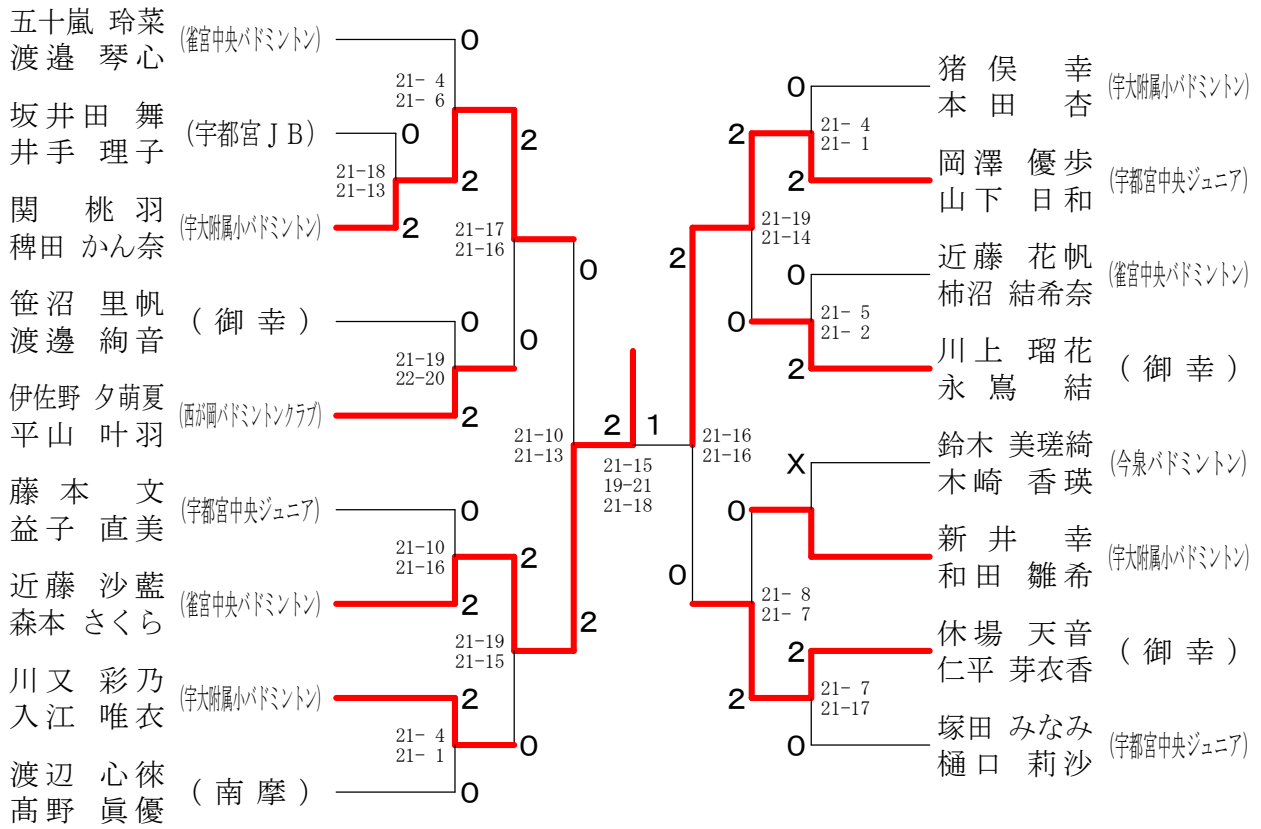 五十嵐 玲菜
渡邉 琴心
(雀宮中央バドミントン)
0
21- 4
21- 6
坂井田 舞
井手 理子
(宇都宮ＪＢ)
0
2
21-18
21-13
2
関 桃羽
稗田 かん奈
(宇大附属小バドミントン)
2
21-17
21-16
0
笹沼 里帆
渡邊 絢音
(御幸)
0
0
21-19
22-20
伊佐野 夕萌夏
平山 叶羽
(西が岡バドミントンクラブ)
2
21-10
21-13
藤本 文
益子 直美
(宇都宮中央ジュニア)
0
21-10
21-16
2
近藤 沙藍
森本 さくら
(雀宮中央バドミントン)
2
2
21-19
21-15
川又 彩乃
入江 唯衣
(宇大附属小バドミントン)
2
21- 4
21- 1
0
渡辺 心徠
髙野 眞優
(南摩)
0
2
1
21-15
19-21
21-18
猪俣 幸
本田 杏
(宇大附属小バドミントン)
0
2
21- 4
21- 1
岡澤 優歩
山下 日和
(宇都宮中央ジュニア)
2
21-19
21-14
2
近藤 花帆
柿沼 結希奈
(雀宮中央バドミントン)
0
0
21- 5
21- 2
川上 瑠花
永嶌 結
(御幸)
2
21-16
21-16
鈴木 美瑳綺
木崎 香瑛
(今泉バドミントン)
X
0
新井 幸
和田 雛希
(宇大附属小バドミントン)
0
21- 8
21- 7
休場 天音
仁平 芽衣香
(御幸)
2
2
21- 7
21-17
塚田 みなみ
樋口 莉沙
(宇都宮中央ジュニア)
0